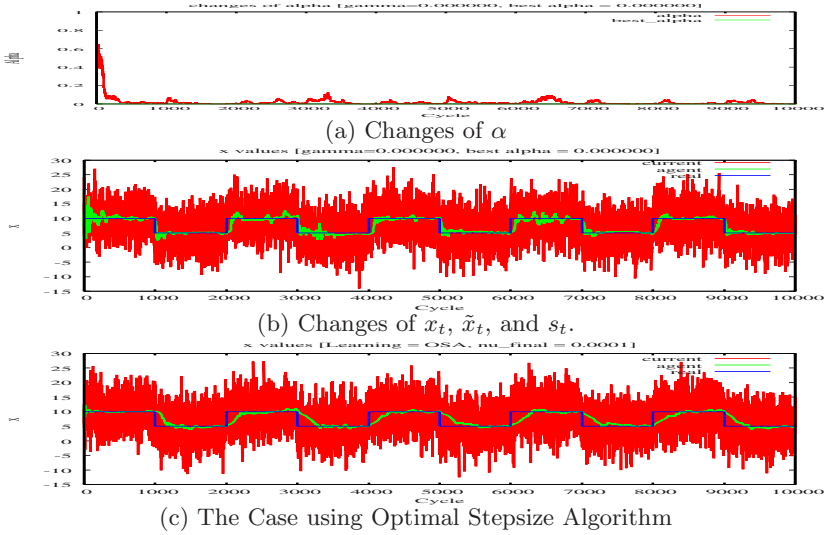 changes of alpha [gamma=0.000000, best alpha = 0.000000]
1
0.8
0.6
0.4
0.2
0
Alpha
alpha
best_alpha
0 1000 2000 3000 4000 5000 6000 7000 8000 9000 10000
Cycle
(a) Changes of α
x values [gamma=0.000000, best alpha = 0.000000]
30
25
20
15
10
5
0
-5
-10
-15
X
current
agent
real
0 1000 2000 3000 4000 5000 6000 7000 8000 9000 10000
Cycle
(b) Changes of x_t, x̃_t, and s_t.
x values [Learning = OSA, nu_final = 0.0001]
30
25
20
15
10
5
0
-5
-10
-15
X
current
agent
real
0 1000 2000 3000 4000 5000 6000 7000 8000 9000 10000
Cycle
(c) The Case using Optimal Stepsize Algorithm